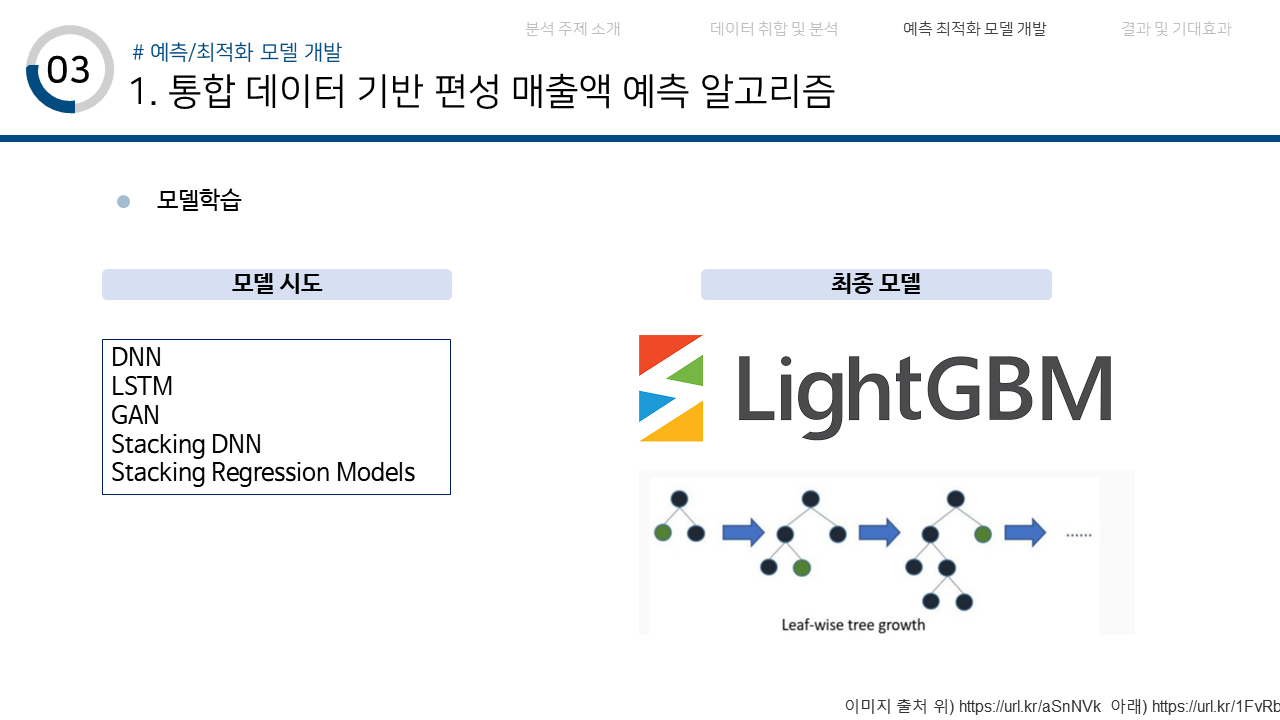 분석 주제 소개
데이터 취합 및 분석
예측 최적화 모델 개발
결과 및 기대효과
03
# 예측/최적화 모델 개발
1. 통합 데이터 기반 편성 매출액 예측 알고리즘
모델학습
모델 시도
DNN
LSTM
GAN
Stacking DNN
Stacking Regression Models
최종 모델
LightGBM
......
Leaf-wise tree growth
이미지 출처 위) https://url.kr/aSnNVk 아래) https://url.kr/1FvRb